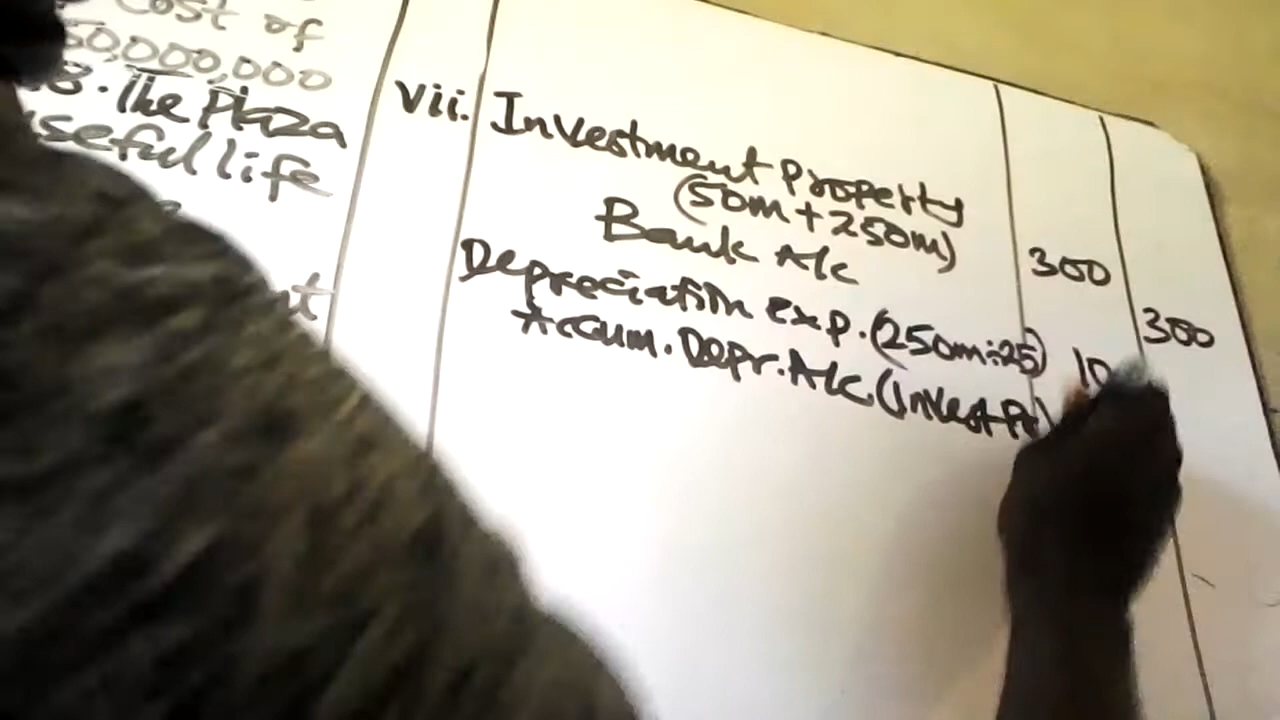 Cost of
50,000,000
8. The Plaza
useful life
vii. Investment Property
(50m + 250m)
300
Bank A/c
300
Depreciation exp. (250m÷25) 10
Accum. Depr. A/c (Invest Pr)